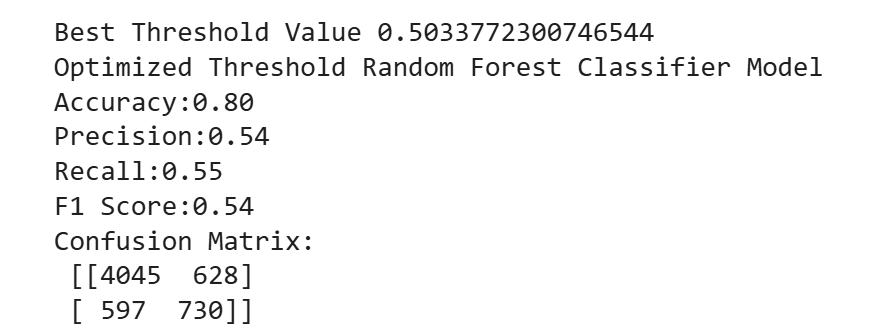 Best Threshold Value 0.5033772300746544
Optimized Threshold Random Forest Classifier Model
Accuracy:0.80
Precision:0.54
Recall:0.55
F1 Score:0.54
Confusion Matrix:
 [[4045  628]
 [ 597  730]]